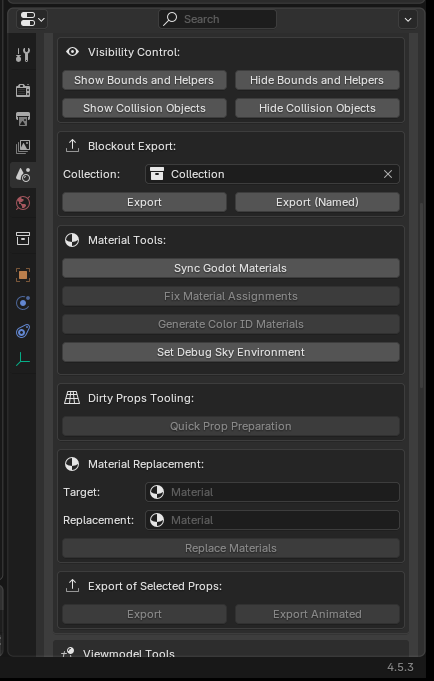 Search
Visibility Control:
Show Bounds and Helpers Hide Bounds and Helpers
Show Collision Objects Hide Collision Objects
Blockout Export:
Collection: Collection
Export Export (Named)
Material Tools:
Sync Godot Materials
Fix Material Assignments
Generate Color ID Materials
Set Debug Sky Environment
Dirty Props Tooling:
Quick Prop Preparation
Material Replacement:
Target: Material
Replacement: Material
Replace Materials
Export of Selected Props:
Export Export Animated
Viewmodel Tools
4.5.3